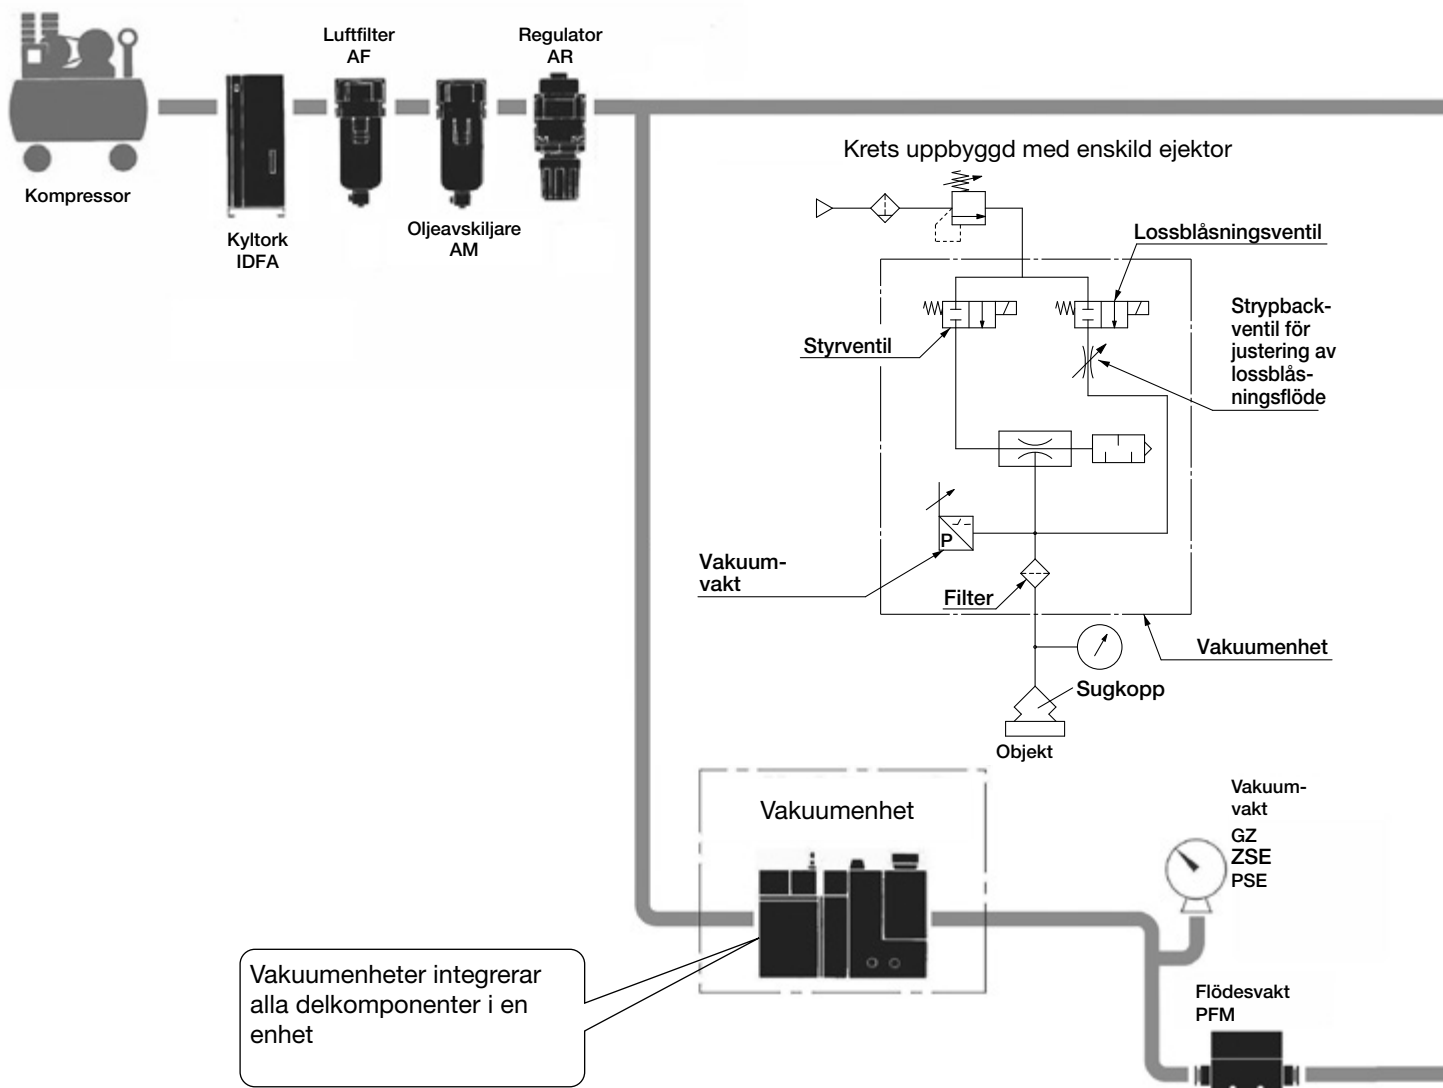 Luftfilter
AF
Regulator
AR
Kompressor
Kyltork
IDFA
Oljeavskiljare
AM
Krets uppbyggd med enskild ejektor
Lossblåsningsventil
Styrventil
Strypback-
ventil för
justering av
lossblås-
ningsflöde
P
Vakuum-
vakt
Filter
Vakuumenhet
Sugkopp
Objekt
Vakuumenhet
Vakuum-
vakt
GZ
ZSE
PSE
Vakuumenheter integrerar
alla delkomponenter i en
enhet
Flödesvakt
PFM